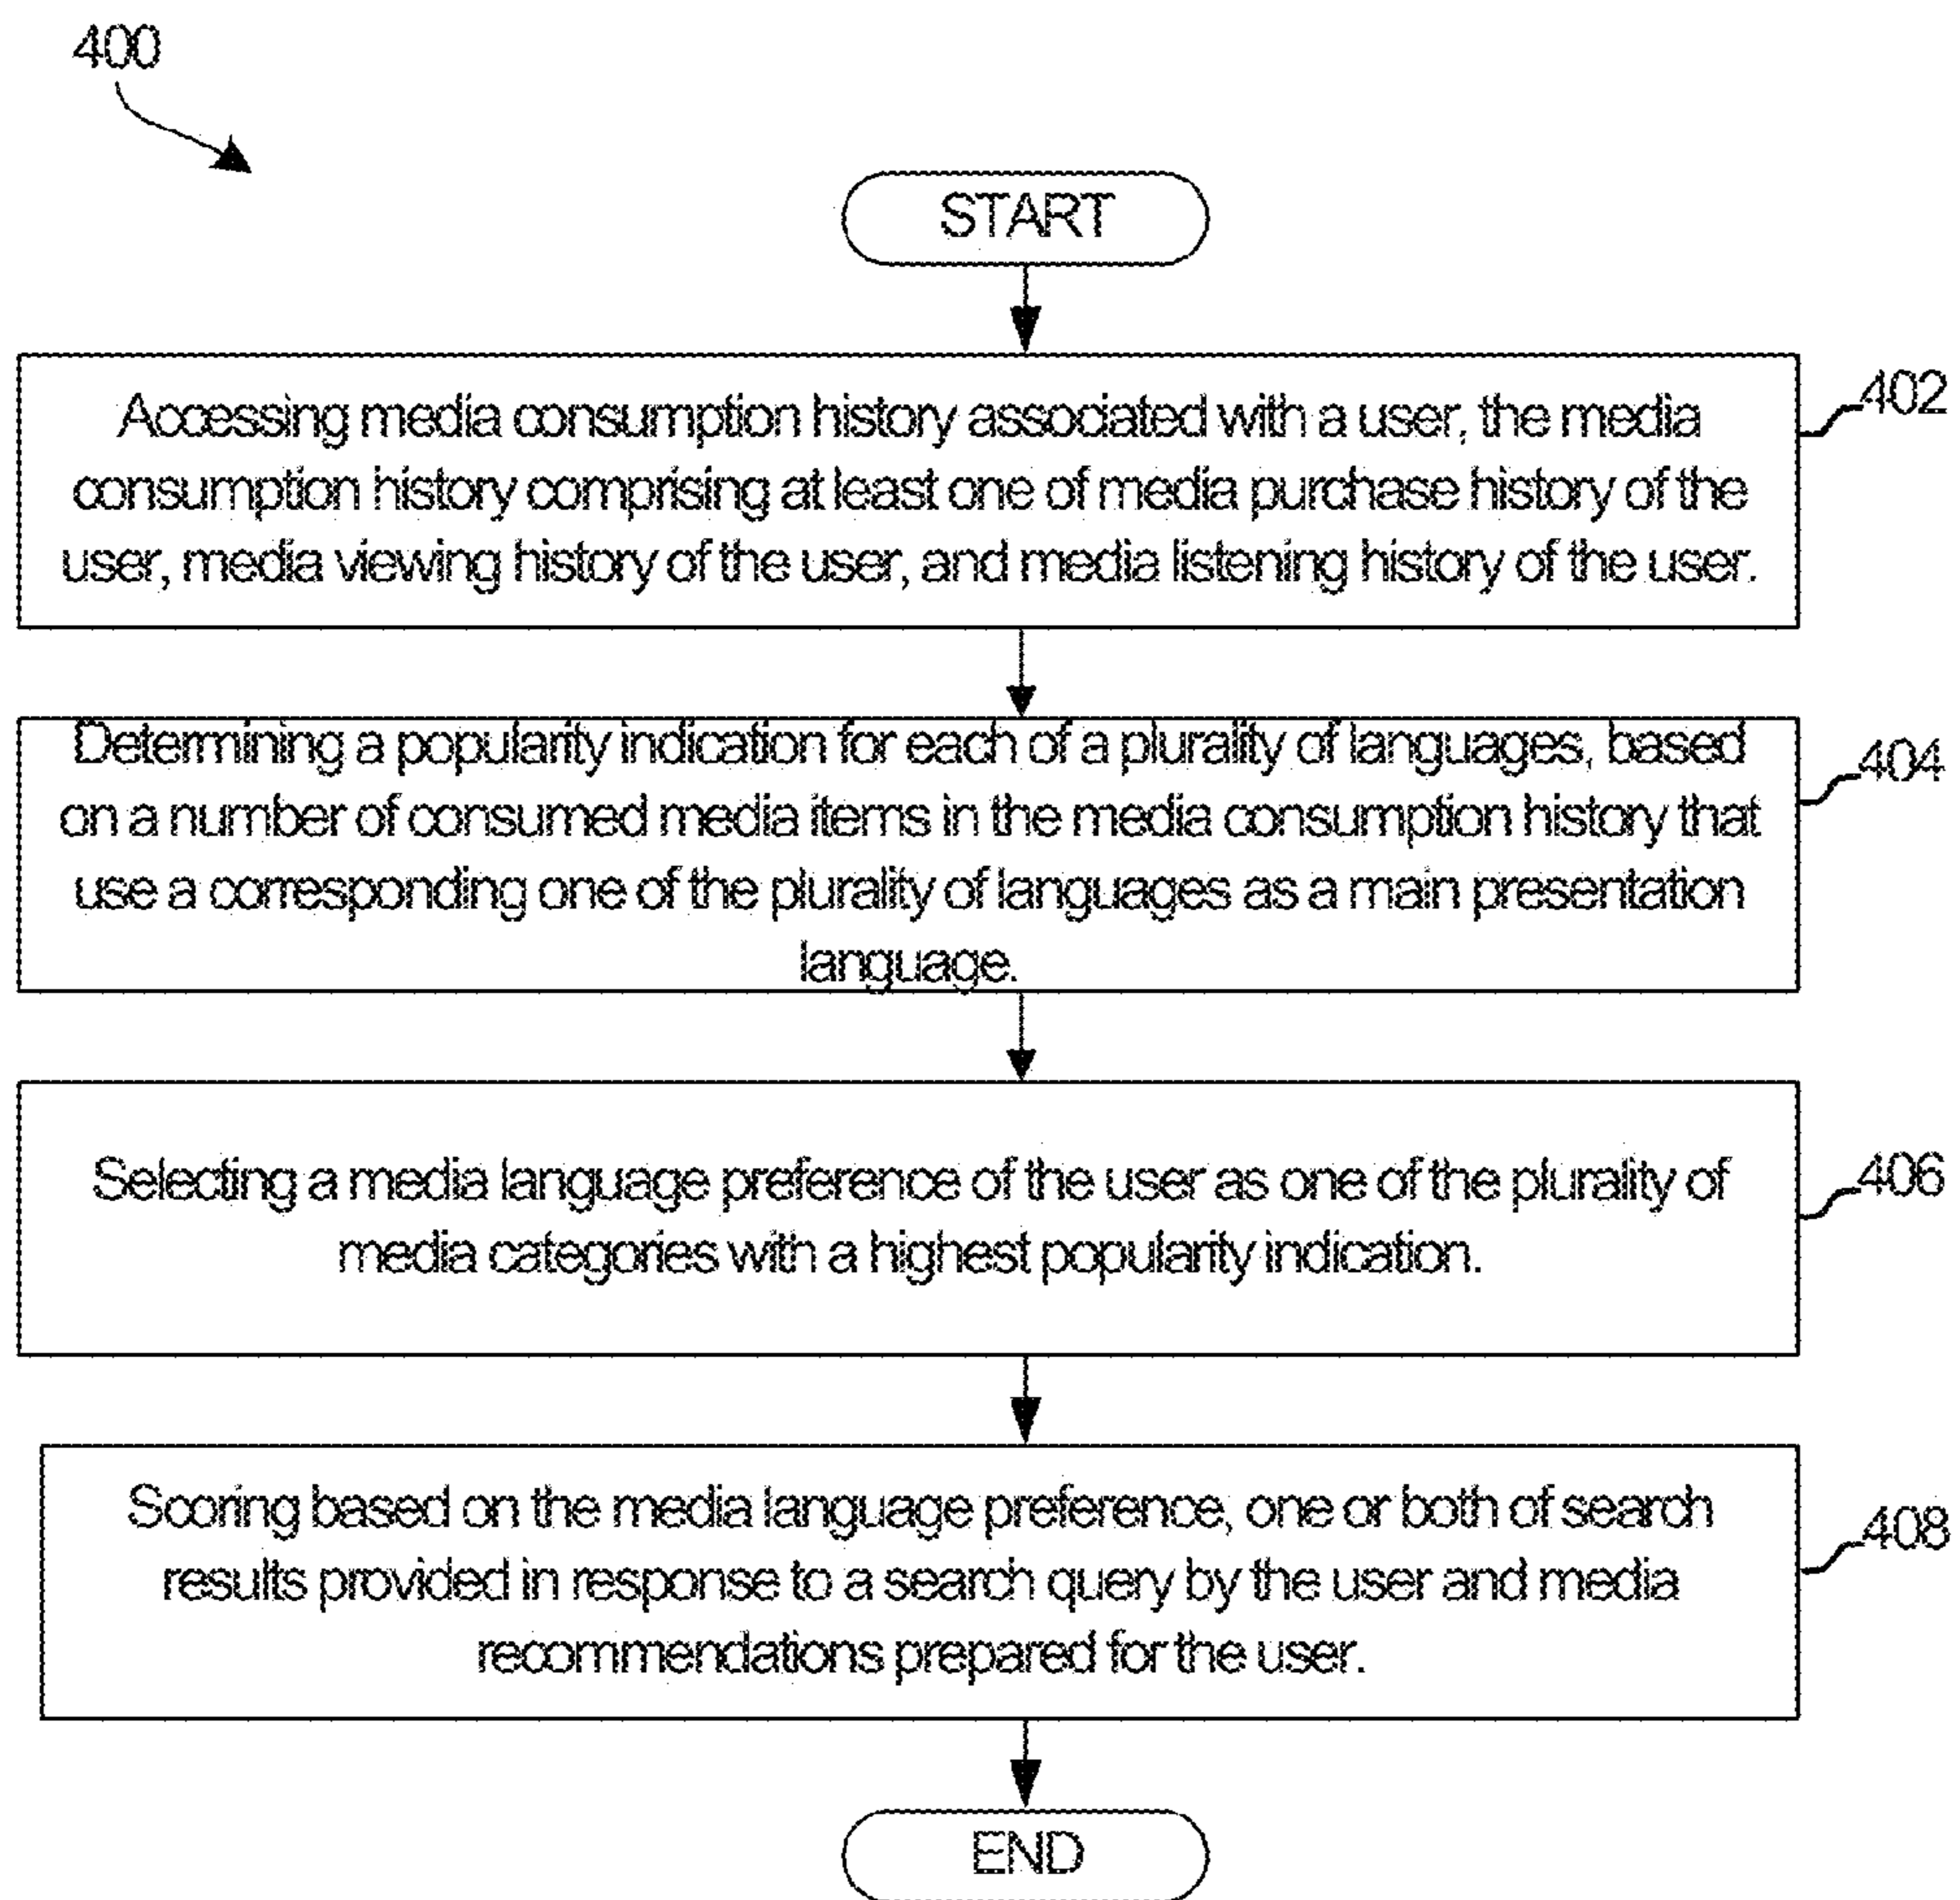 400
START
Accessing media consumption history associated with a user, the media
consumption history comprising at least one of media purchase history of the
user, media viewing history of the user, and media listening history of the user.
402
Determining a popularity indication for each of a plurality of languages, based
on a number of consumed media items in the media consumption history that
use a corresponding one of the plurality of languages as a main presentation
language.
404
Selecting a media language preference of the user as one of the plurality of
media categories with a highest popularity indication.
406
Scoring based on the media language preference, one or both of search
results provided in response to a search query by the user and media
recommendations prepared for the user.
408
END